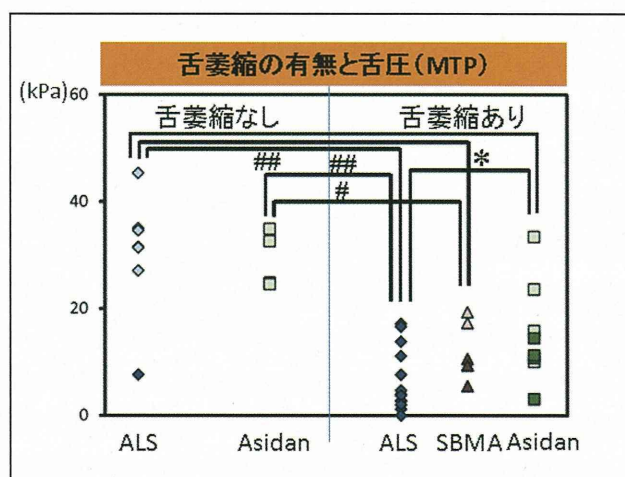 舌萎縮の有無と舌圧(MTP)
(kPa)
60
舌萎縮なし
舌萎縮あり
##
##
*
#
40
20
0
ALS
Asidan
ALS
SBMA
Asidan